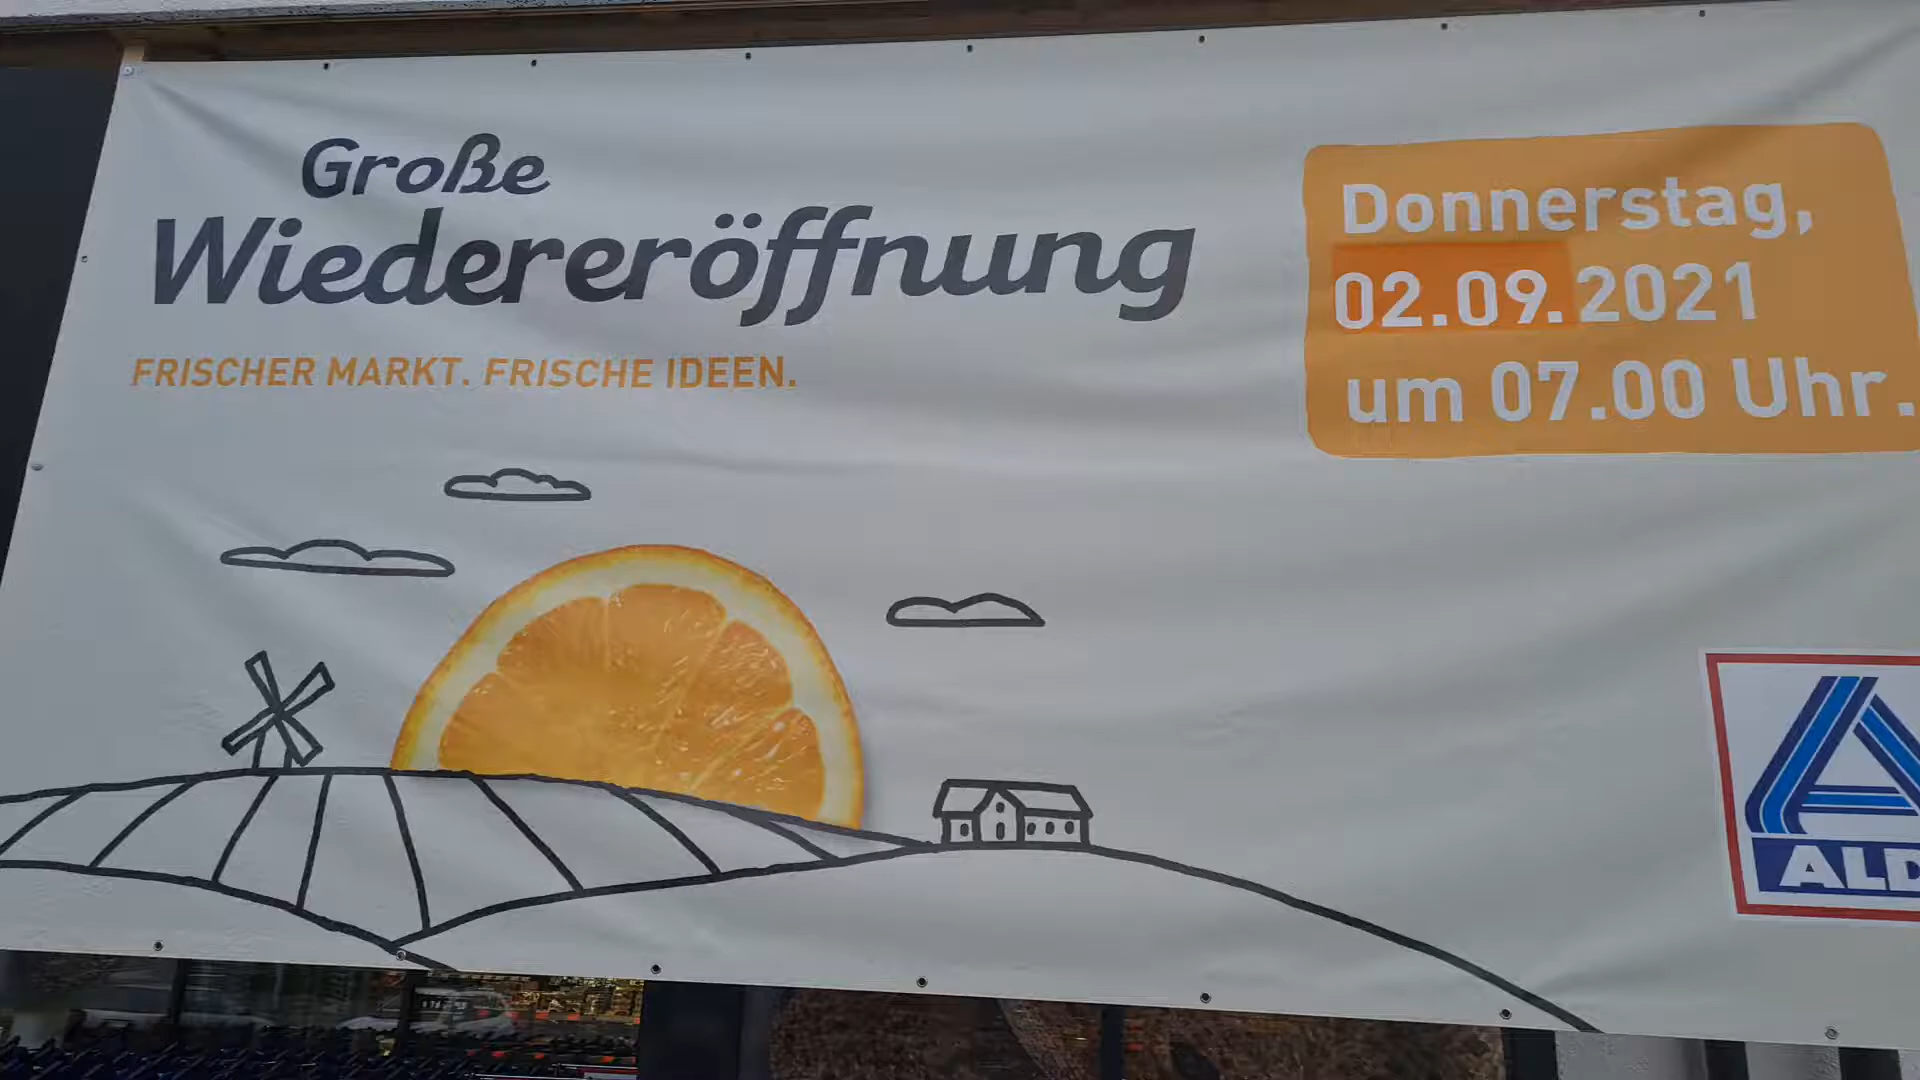 Große
Wiedereröffnung
FRISCHER MARKT. FRISCHE IDEEN.
Donnerstag,
02.09.2021
um 07.00 Uhr.
ALD